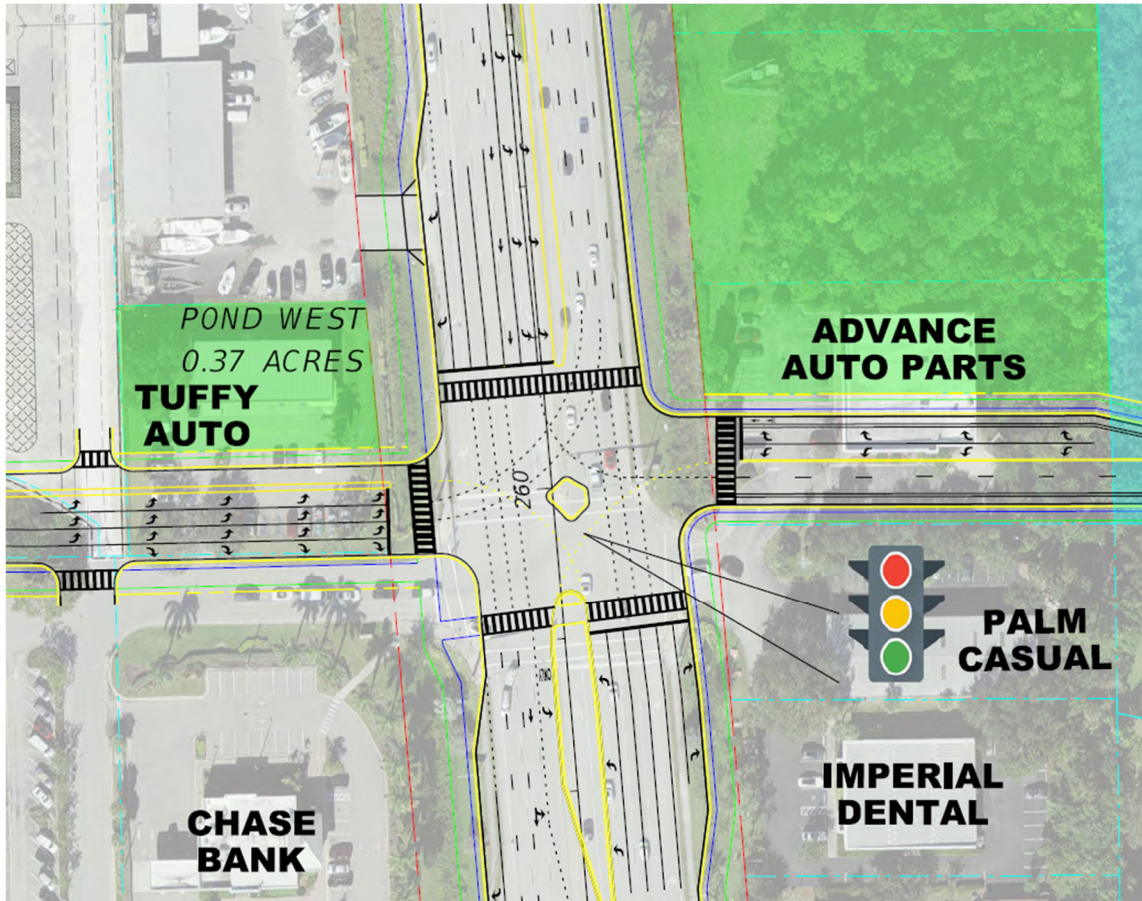 POND WEST
0.37 ACRES
TUFFY
AUTO
ADVANCE
AUTO PARTS
260
PALM
CASUAL
IMPERIAL
DENTAL
CHASE
BANK